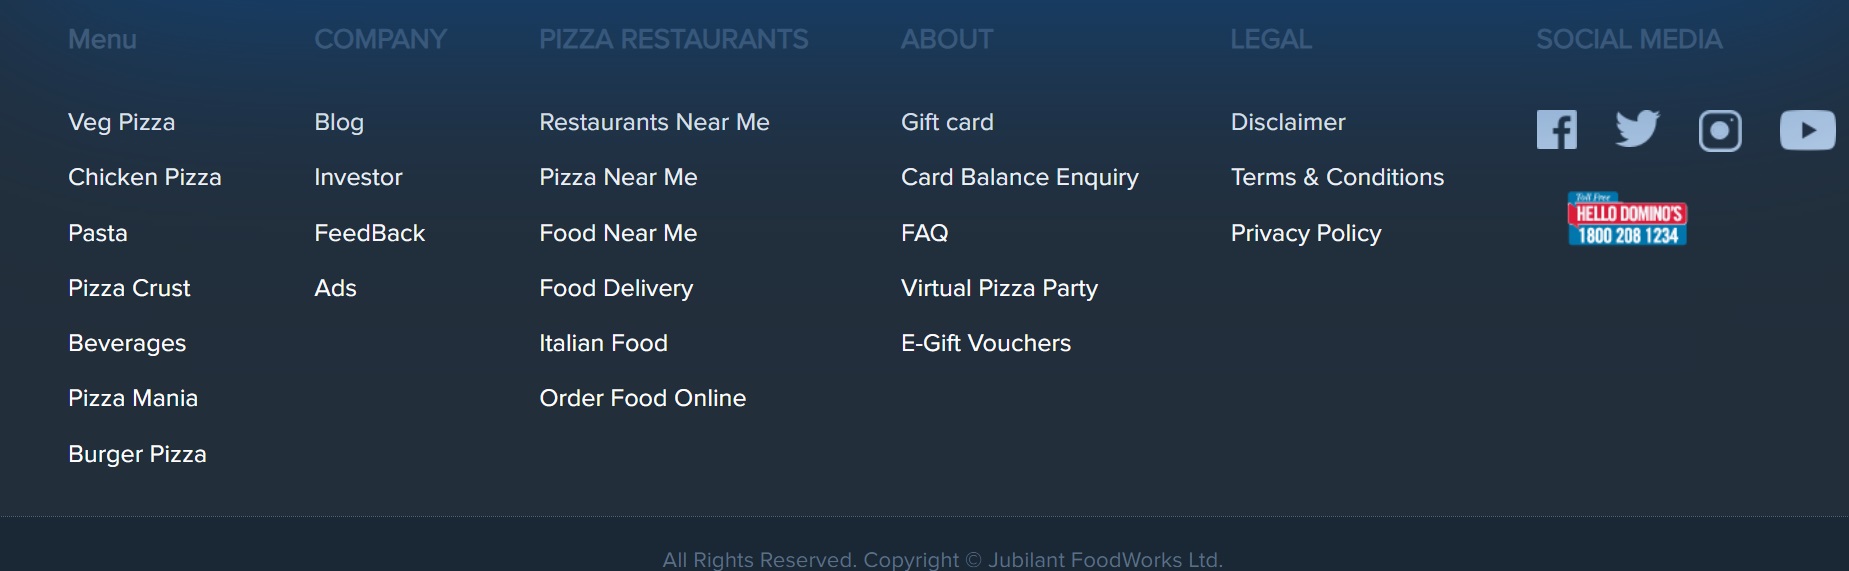 Menu
Veg Pizza
Chicken Pizza
Pasta
Pizza Crust
Beverages
Pizza Mania
Burger Pizza
COMPANY
Blog
Investor
FeedBack
Ads
PIZZA RESTAURANTS
Restaurants Near Me
Pizza Near Me
Food Near Me
Food Delivery
Italian Food
Order Food Online
ABOUT
Gift card
Card Balance Enquiry
FAQ
Virtual Pizza Party
E-Gift Vouchers
LEGAL
Disclaimer
Terms & Conditions
Privacy Policy
SOCIAL MEDIA
Toll Free
HELLO DOMINO'S
1800 208 1234
All Rights Reserved. Copyright © Jubilant FoodWorks Ltd.